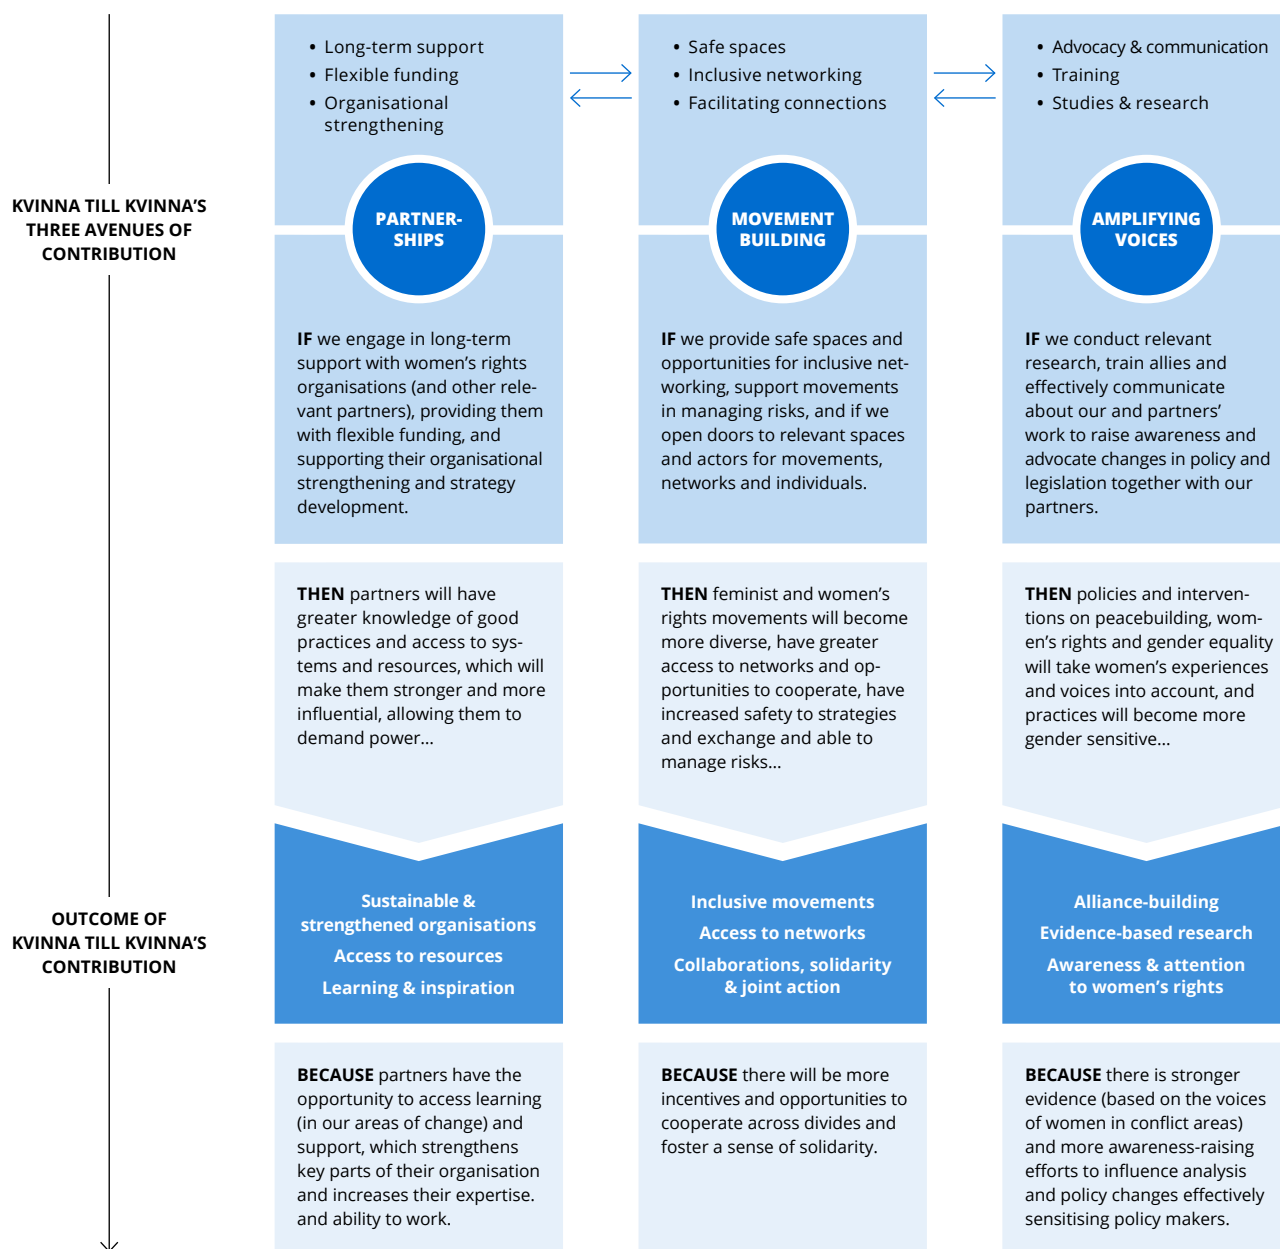 • Long-term support
• Flexible funding
• Organisational
strengthening
• Safe spaces
• Inclusive networking
• Facilitating connections
• Advocacy & communication
• Training
• Studies & research
KVINNA TILL KVINNA’S
THREE AVENUES OF
CONTRIBUTION
PARTNER-
SHIPS
MOVEMENT
BUILDING
AMPLIFYING
VOICES
IF we engage in long-term
support with women’s rights
organisations (and other rele-
vant partners), providing them
with flexible funding, and
supporting their organisational
strengthening and strategy
development.
IF we provide safe spaces and
opportunities for inclusive net-
working, support movements
in managing risks, and if we
open doors to relevant spaces
and actors for movements,
networks and individuals.
IF we conduct relevant
research, train allies and
effectively communicate
about our and partners’
work to raise awareness and
advocate changes in policy and
legislation together with our
partners.
THEN partners will have
greater knowledge of good
practices and access to sys-
tems and resources, which will
make them stronger and more
influential, allowing them to
demand power...
THEN feminist and women’s
rights movements will become
more diverse, have greater
access to networks and op-
portunities to cooperate, have
increased safety to strategies
and exchange and able to
manage risks...
THEN policies and interven-
tions on peacebuilding, wom-
en’s rights and gender equality
will take women’s experiences
and voices into account, and
practices will become more
gender sensitive...
OUTCOME OF
KVINNA TILL KVINNA’S
CONTRIBUTION
Sustainable &
strengthened organisations
Access to resources
Learning & inspiration
Inclusive movements
Access to networks
Collaborations, solidarity
& joint action
Alliance-building
Evidence-based research
Awareness & attention
to women’s rights
BECAUSE partners have the
opportunity to access learning
(in our areas of change) and
support, which strengthens
key parts of their organisation
and increases their expertise.
and ability to work.
BECAUSE there will be more
incentives and opportunities to
cooperate across divides and
foster a sense of solidarity.
BECAUSE there is stronger
evidence (based on the voices
of women in conflict areas)
and more awareness-raising
efforts to influence analysis
and policy changes effectively
sensitising policy makers.